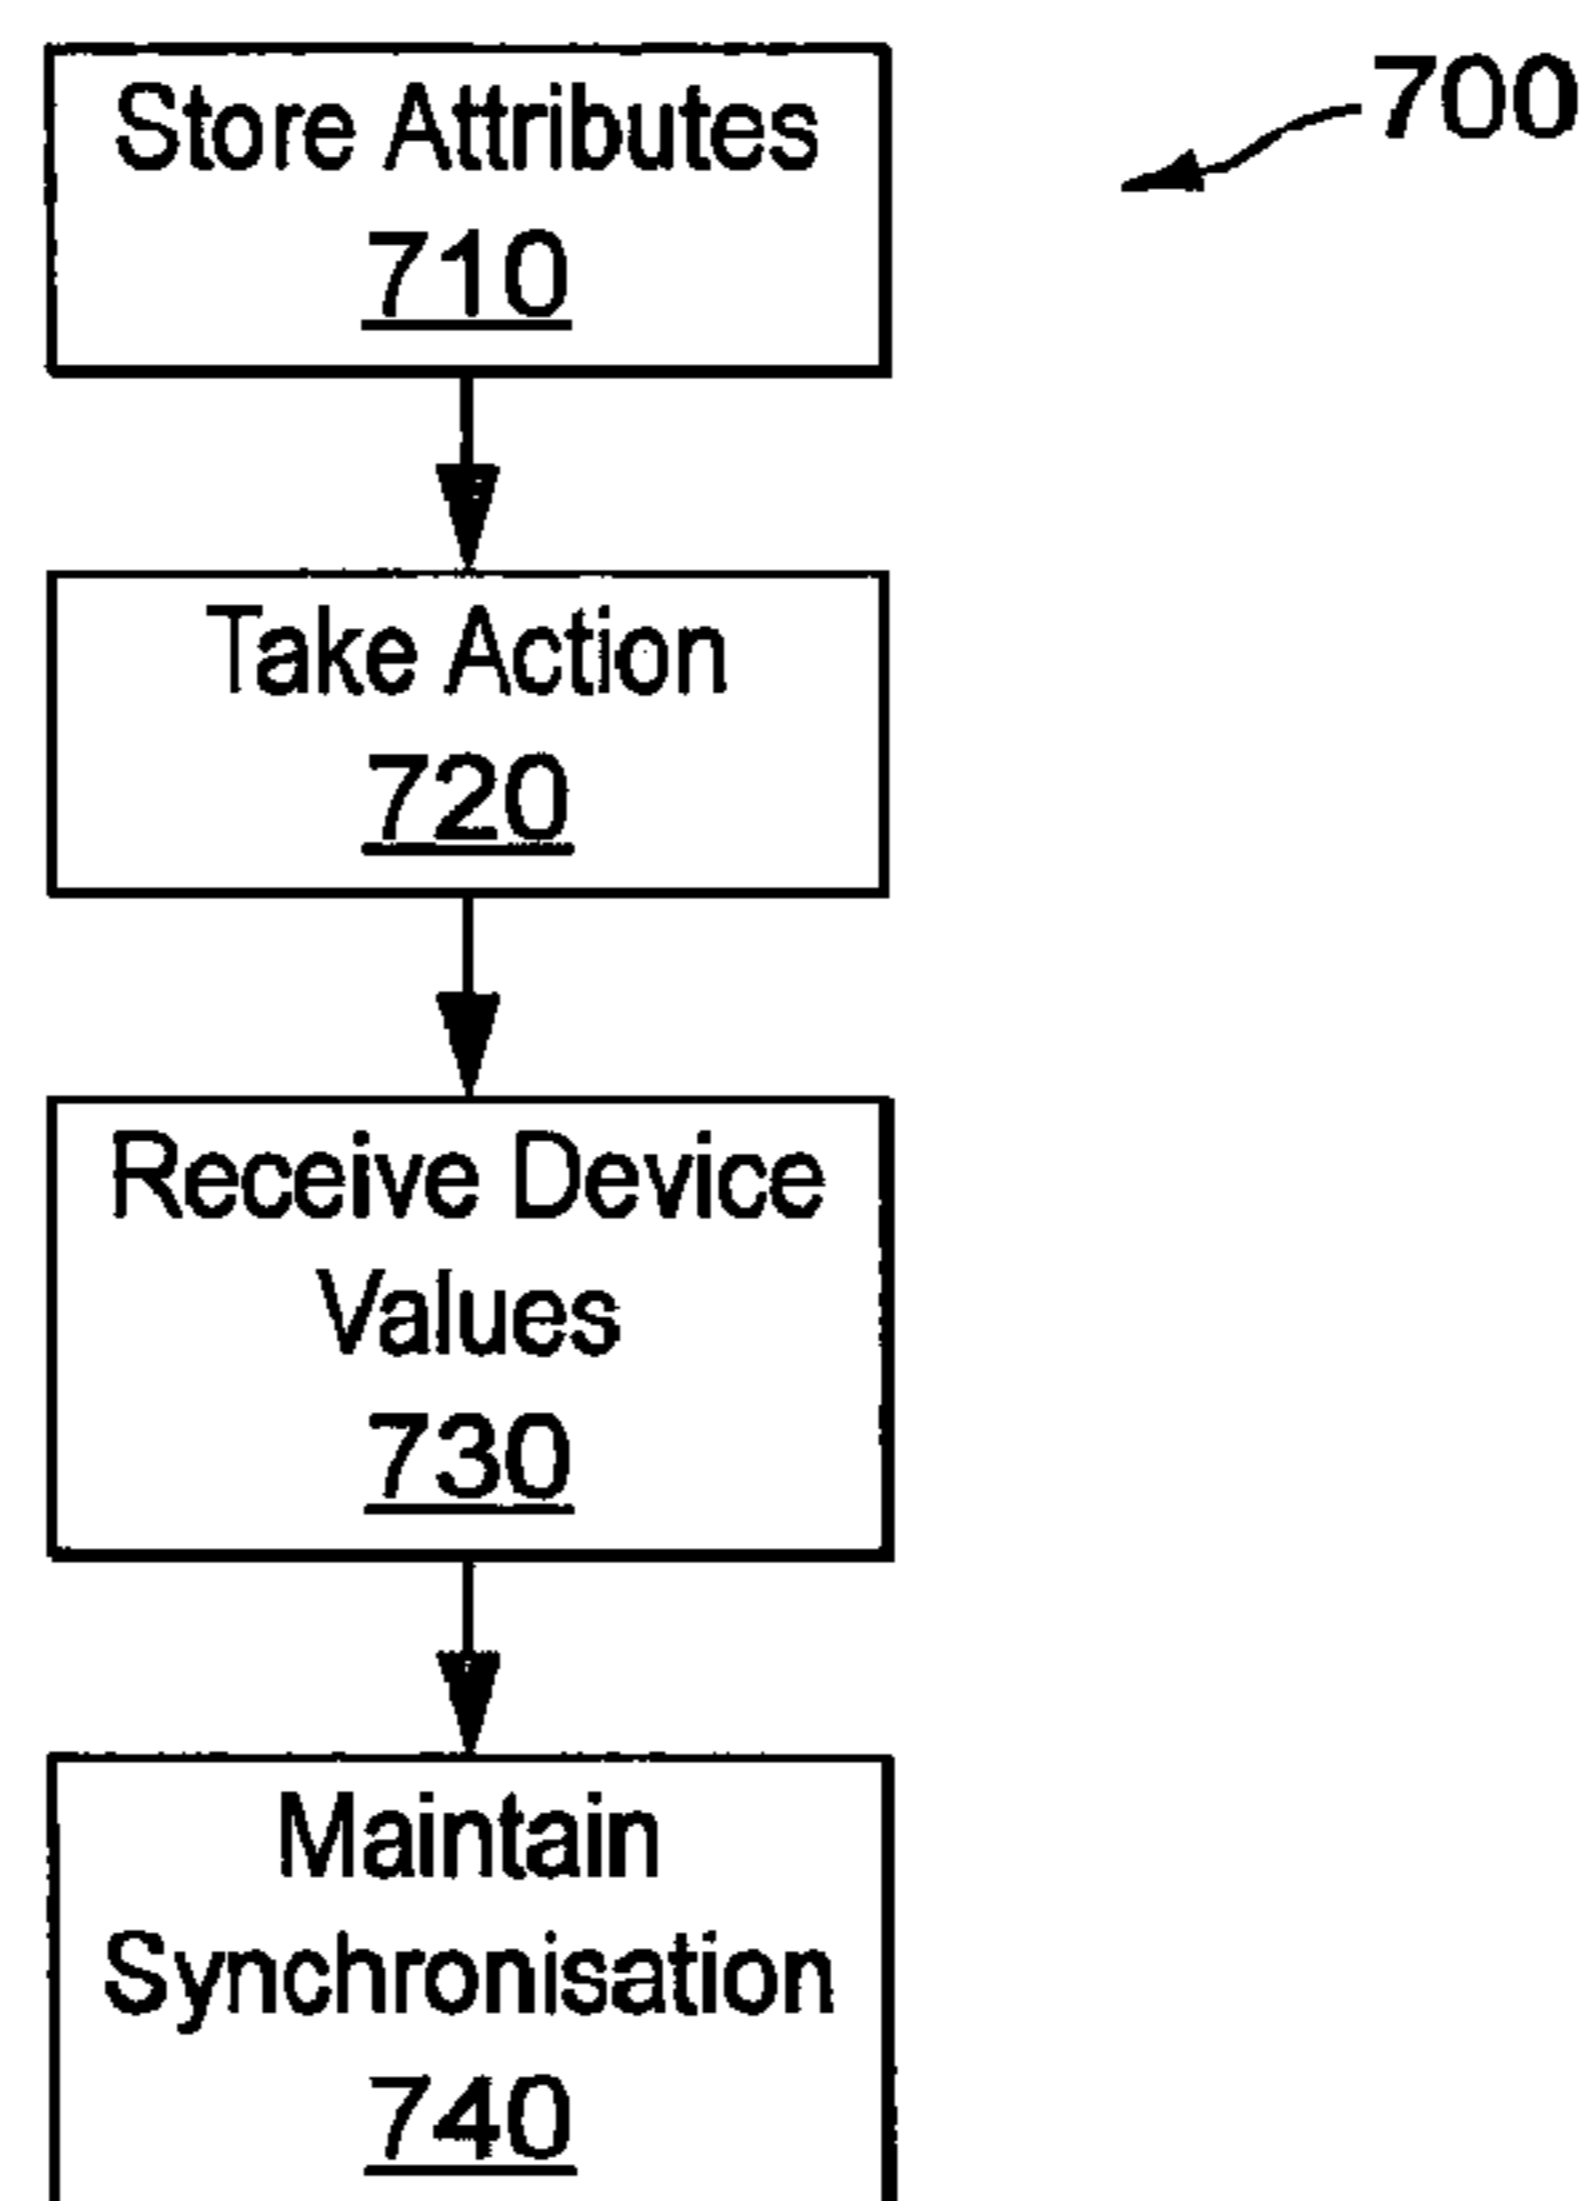 Store Attributes
710
700
Take Action
720
Receive Device
Values
730
Maintain
Synchronisation
740